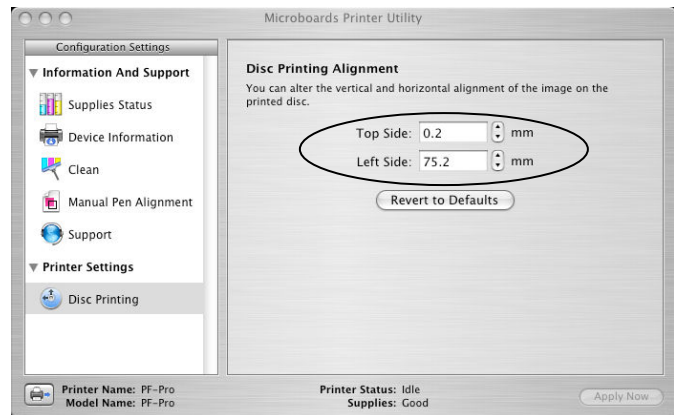 Microboards Printer Utility
Configuration Settings
Information And Support
Supplies Status
Device Information
Clean
Manual Pen Alignment
Support
Printer Settings
Disc Printing
Disc Printing Alignment
You can alter the vertical and horizontal alignment of the image on the
printed disc.
Top Side: 0.2 mm
Left Side: 75.2 mm
Revert to Defaults
Printer Name: PF-Pro
Model Name: PF-Pro
Printer Status: Idle
Supplies: Good
Apply Now